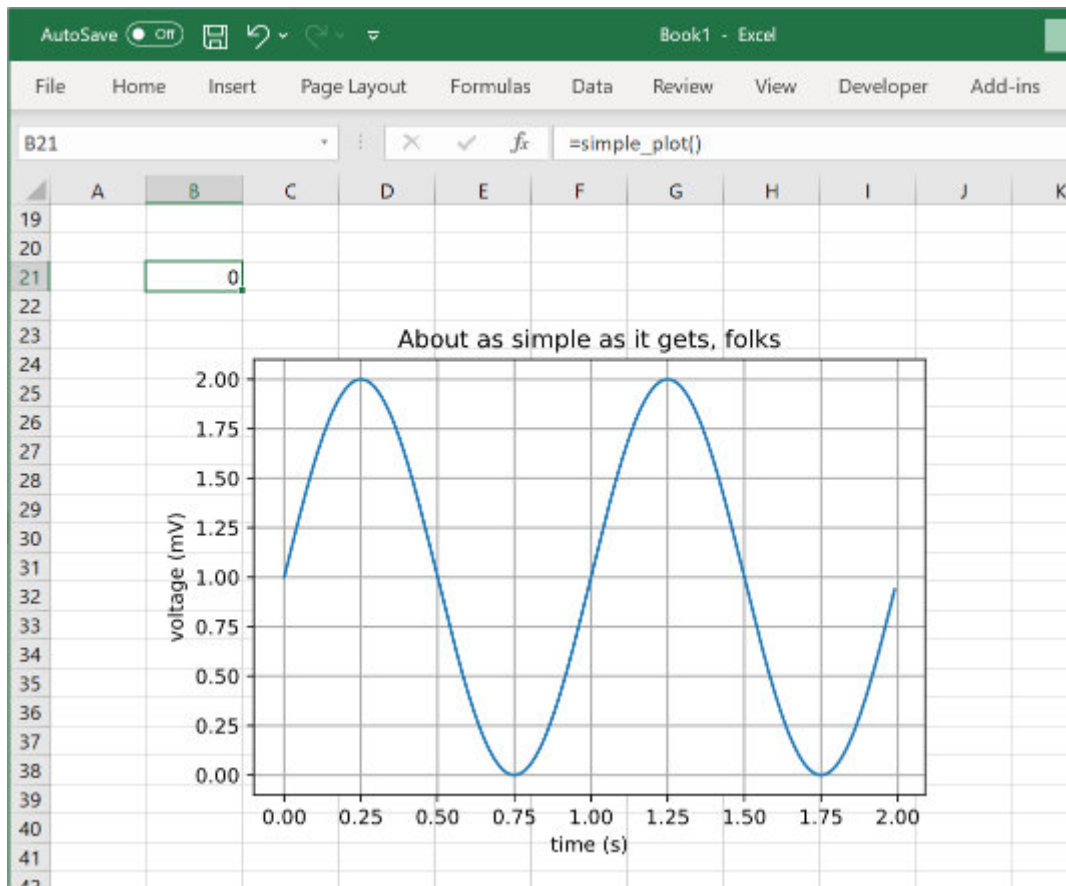 AutoSave Off Book1 - Excel
File Home Insert Page Layout Formulas Data Review View Developer Add-ins
B21 fx =simple_plot()
A B C D E F G H I J K
19
20
21 0
22
23 About as simple as it gets, folks
24
25 2.00
26
27 1.75
28 1.50
29
30 1.25
31 1.00
32
33 0.75
34
35 0.50
36
37 0.25
38 0.00
39
40 0.00 0.25 0.50 0.75 1.00 1.25 1.50 1.75 2.00
41 time (s)
voltage (mV)